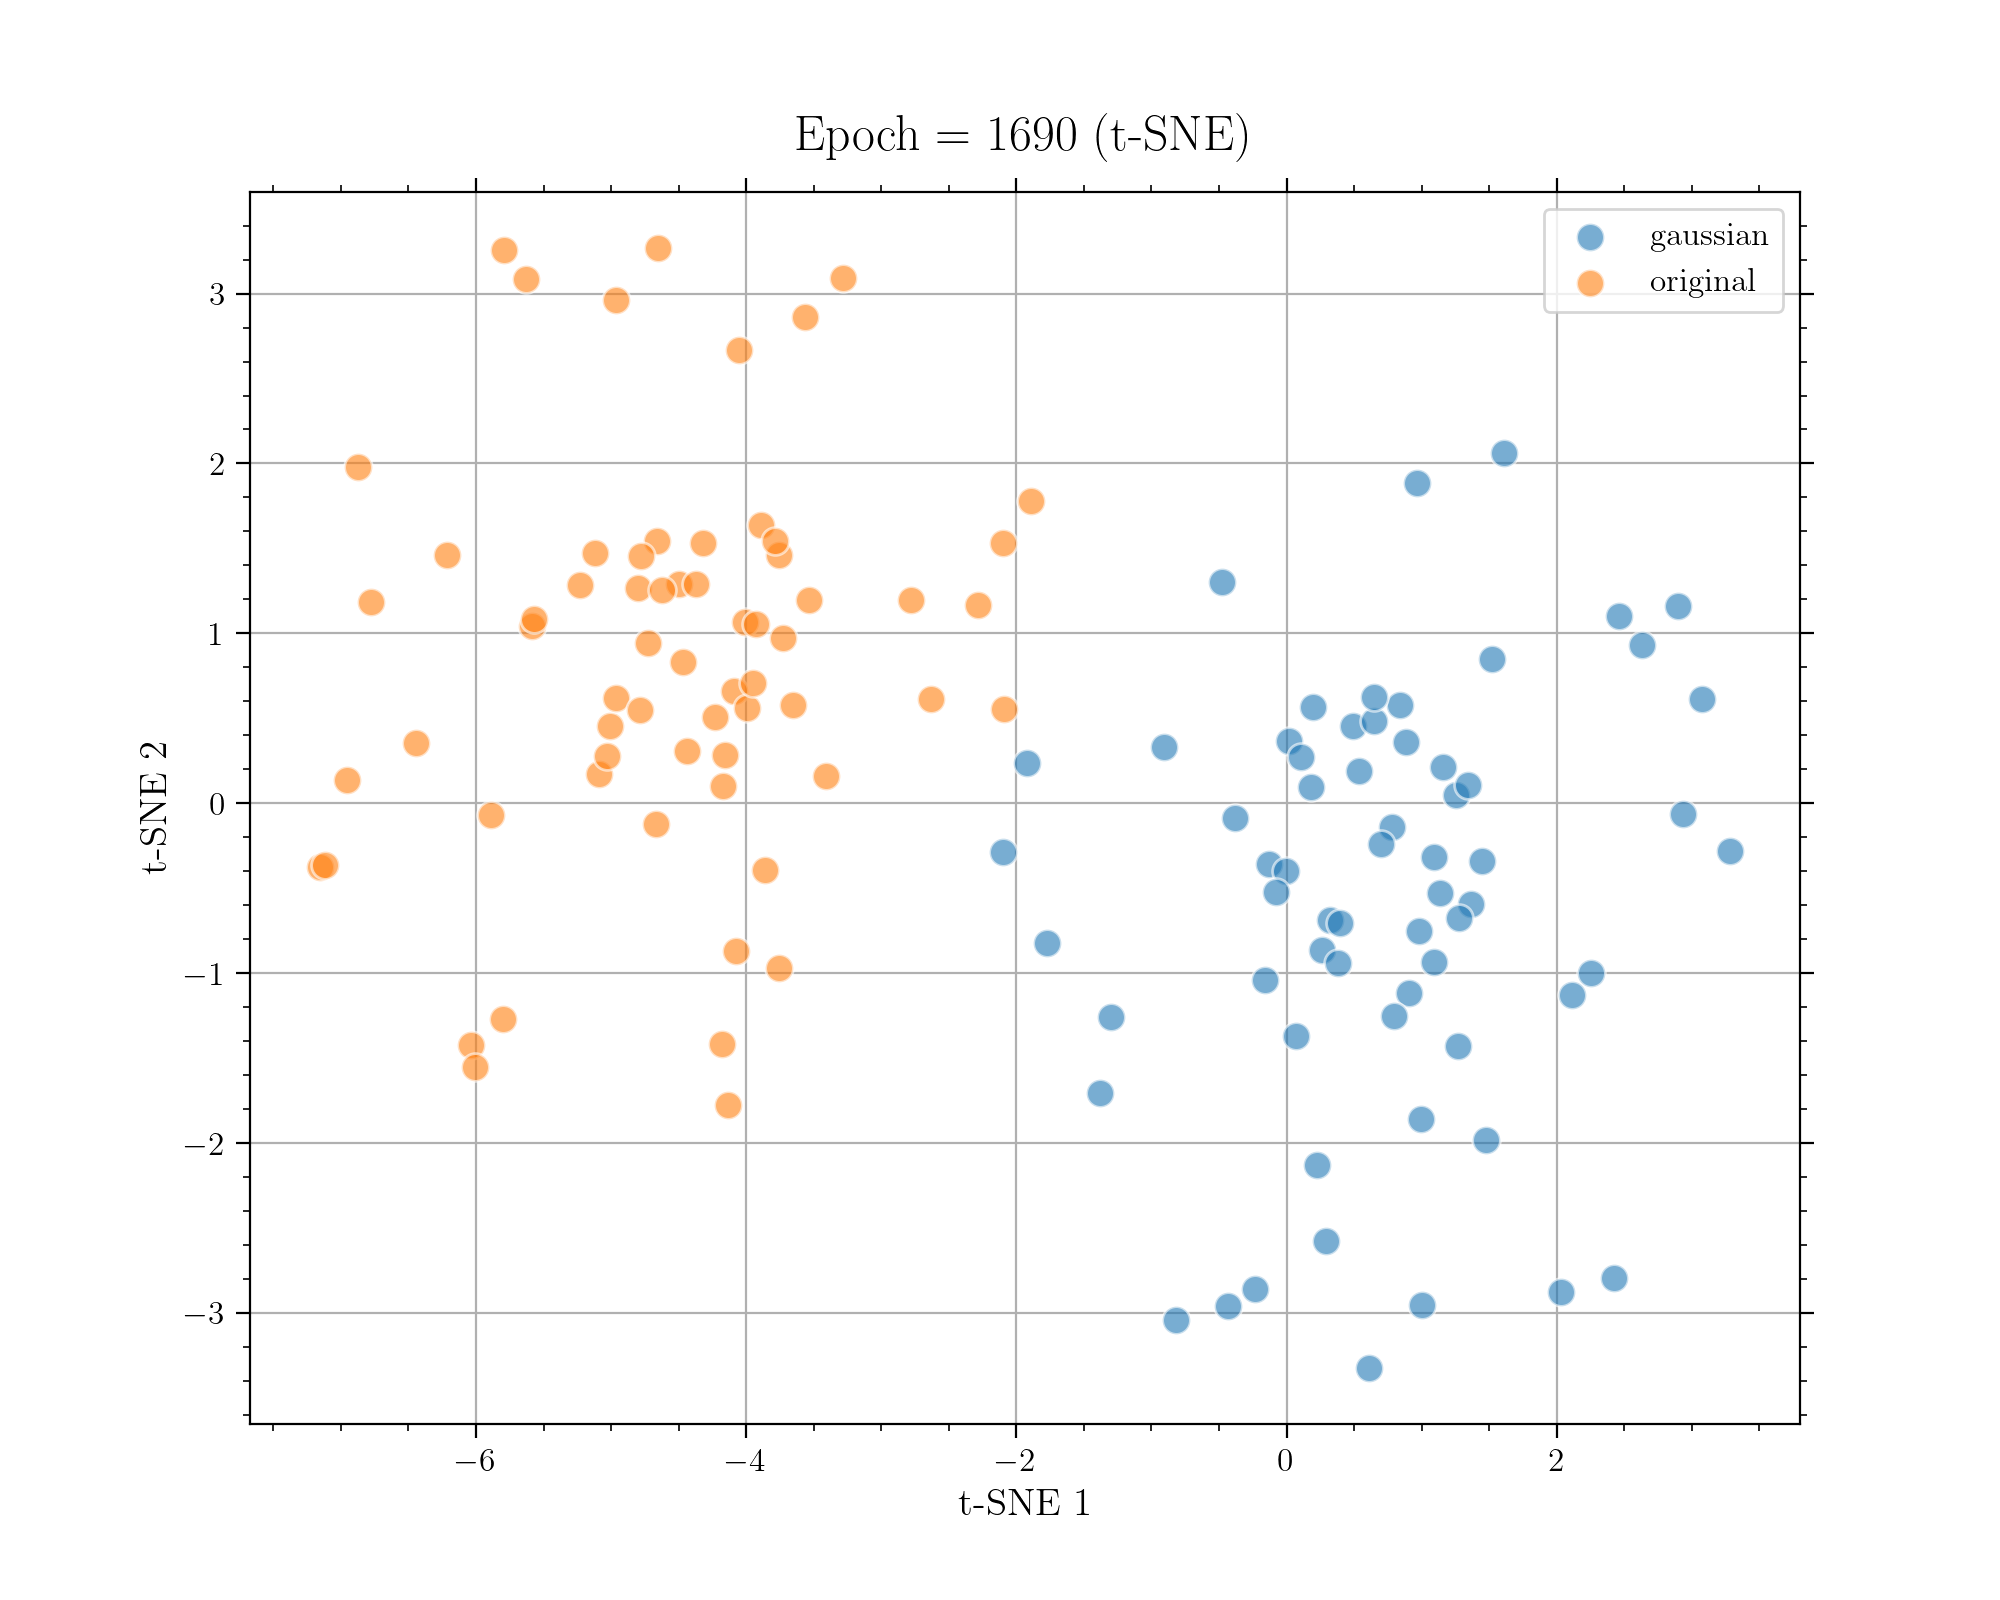 Epoch = 1690 (t-SNE)
gaussian
original
3
2
1
0
−1
−2
−3
t-SNE 2
−6
−4
−2
0
2
t-SNE 1